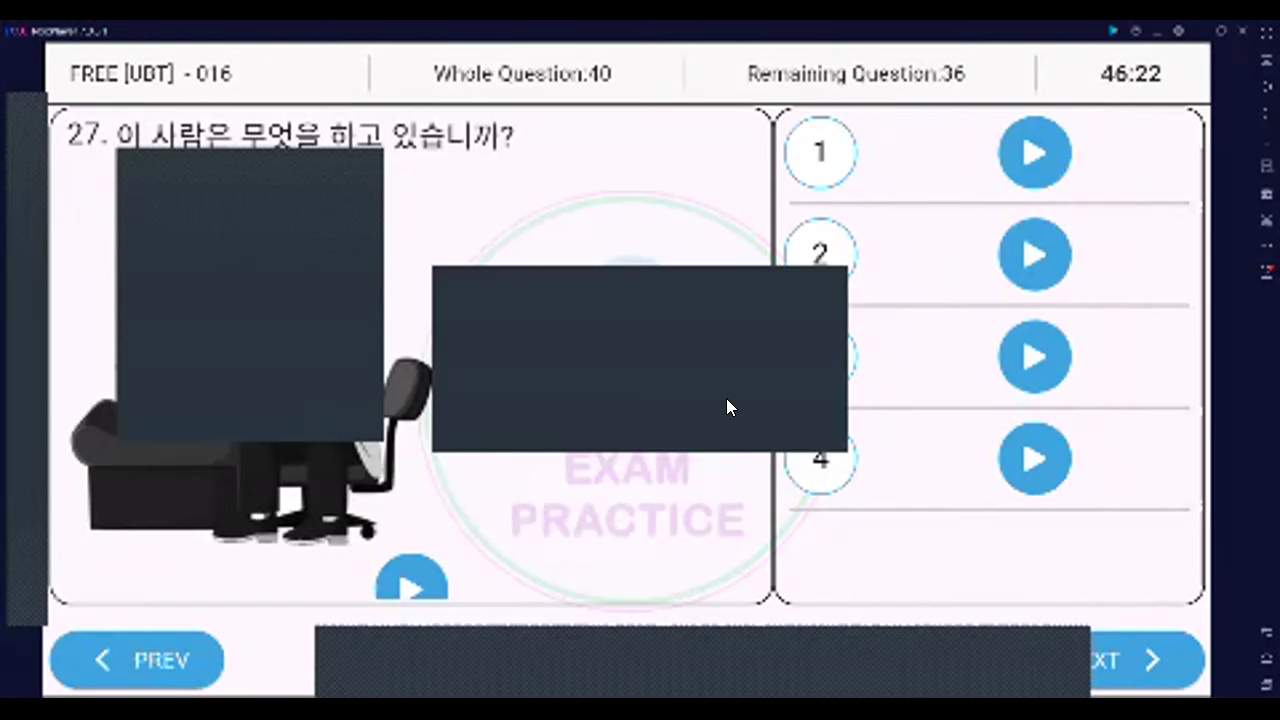 FREE [UBT] - 016
Whole Question:40
Remaining Question:36
46:22
27. 이 사람은 무엇을 하고 있습니까?
1
2
4
EXAM
PRACTICE
PREV
XT